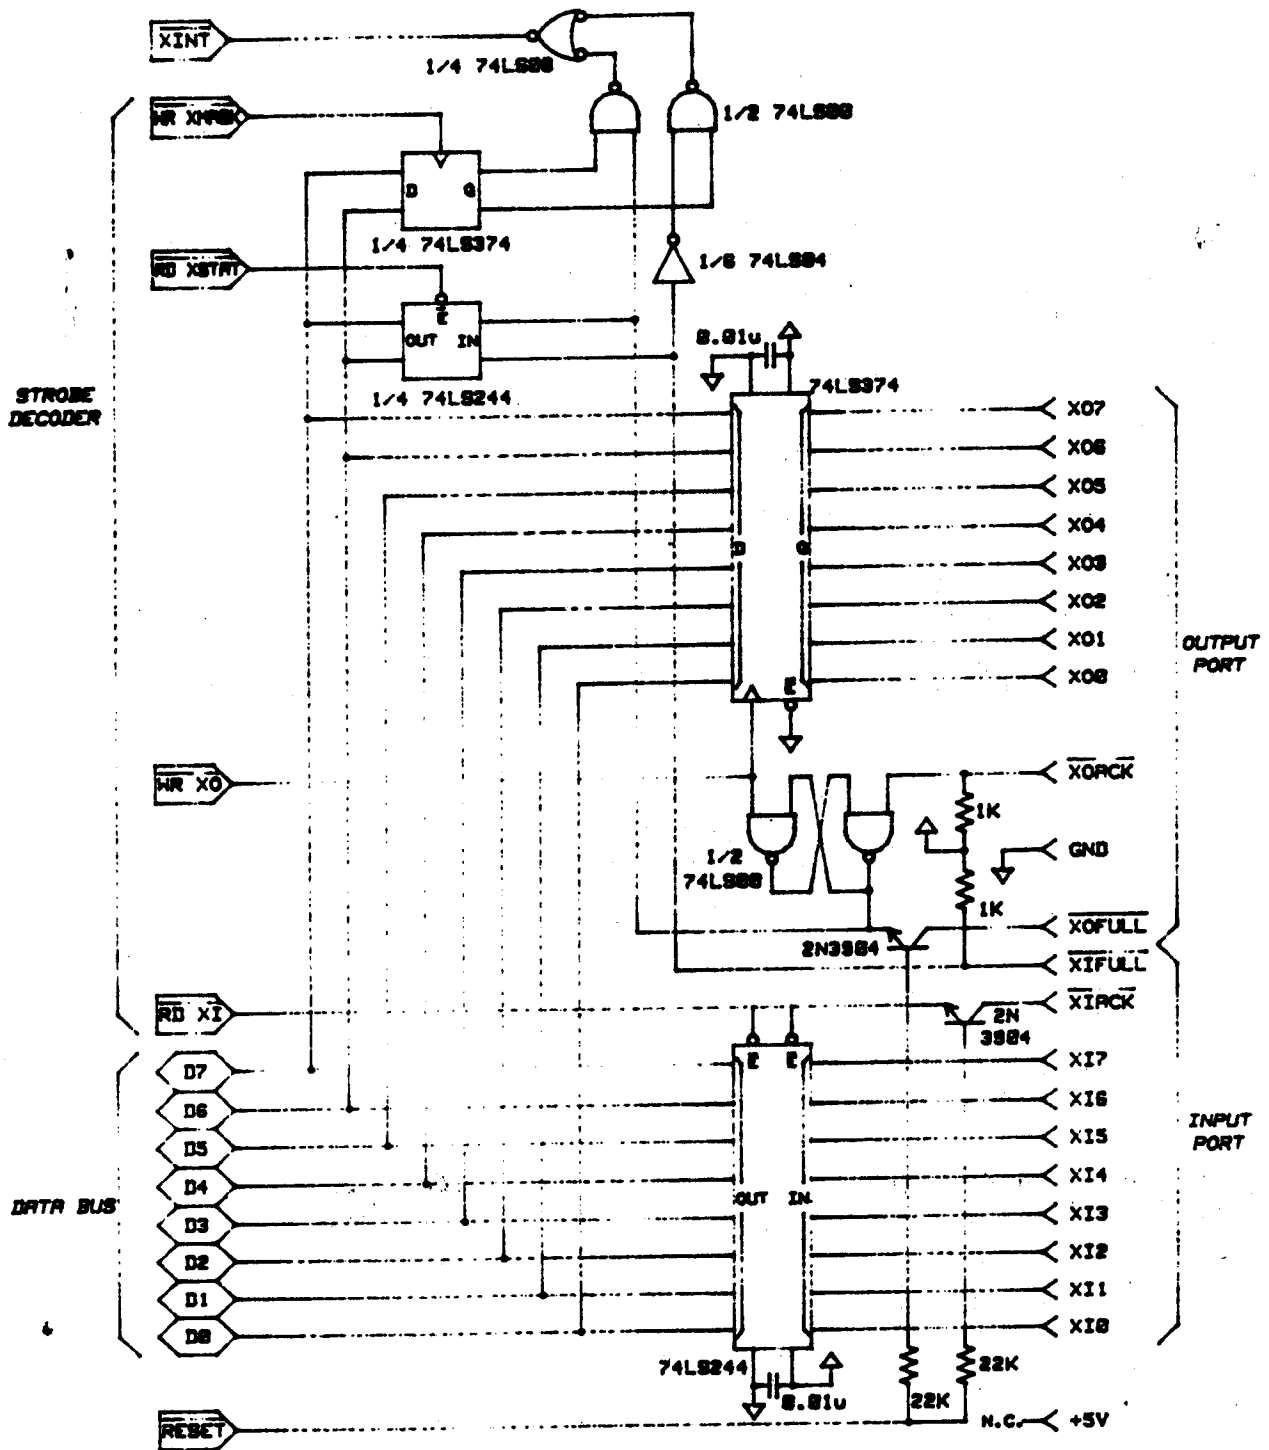 XINT
1/4 74LS00
WR XMASK
1/2 74LS00
D Q
1/4 74LS374
RD XSTAT
1/6 74LS04
E
OUT IN
1/4 74LS244
0.01u
74LS374
STROBE
DECODER
XO7
XO6
XO5
XO4
D Q
XO3
XO2
XO1
E
XO0
OUTPUT
PORT
WR XO
XOACK
1K
1/2
74LS00
GND
1K
2N3904
XOFULL
XIFULL
RD XI
XIACK
2N
3904
E E
D7
XI7
D6
XI6
D5
XI5
D4
XI4
INPUT
PORT
DATA BUS
OUT IN
D3
XI3
D2
XI2
D1
XI1
D0
XI0
74LS244
0.01u
22K
22K
RESET
N.C.
+5V